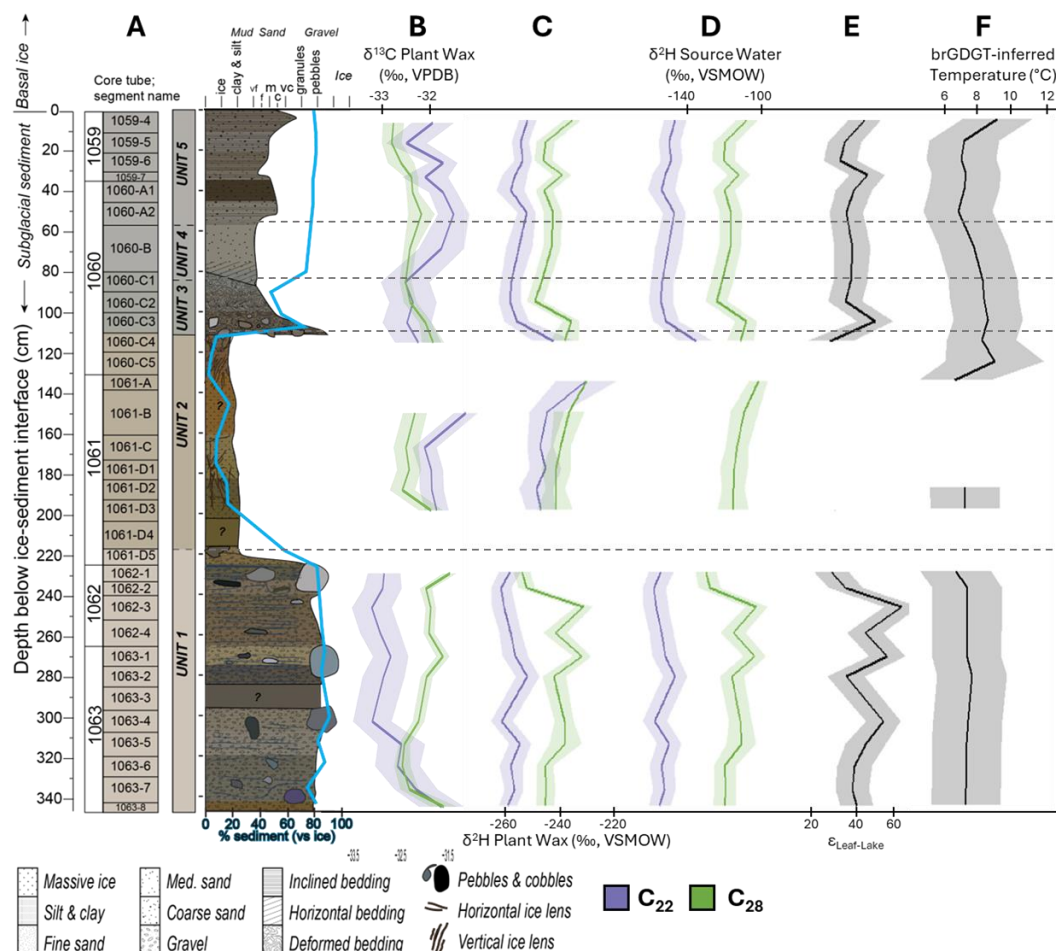 A
B
C
D
E
F
Basal ice
Subglacial sediment
Depth below ice-sediment interface (cm)
Core tube;
segment name
Mud Sand Gravel
ice
clay & silt
vf
f
m
c
vc
granules
pebbles
Ice
δ¹³C Plant Wax
(‰, VPDB)
-33 -32
δ²H Source Water
(‰, VSMOW)
-140 -100
brGDGT-inferred
Temperature (°C)
6 8 10 12
0
20
40
60
80
100
120
140
160
180
200
220
240
260
280
300
320
340
1059
1060
1061
1062
1063
1059-4
1059-5
1059-6
1059-7
1060-A1
1060-A2
1060-B
1060-C1
1060-C2
1060-C3
1060-C4
1060-C5
1061-A
1061-B
1061-C
1061-D1
1061-D2
1061-D3
1061-D4
1061-D5
1062-1
1062-2
1062-3
1062-4
1063-1
1063-2
1063-3
1063-4
1063-5
1063-6
1063-7
1063-8
UNIT 5
UNIT 4
UNIT 3
UNIT 2
UNIT 1
?
?
?
0 20 40 60 80 100
% sediment (vs ice)
-33.5 -32.5 -31.5
-260 -240 -220
δ²H Plant Wax (‰, VSMOW)
20 40 60
εLeaf-Lake
Massive ice
Silt & clay
Fine sand
Med. sand
Coarse sand
Gravel
Inclined bedding
Horizontal bedding
Deformed bedding
Pebbles & cobbles
Horizontal ice lens
Vertical ice lens
C₂₂
C₂₈